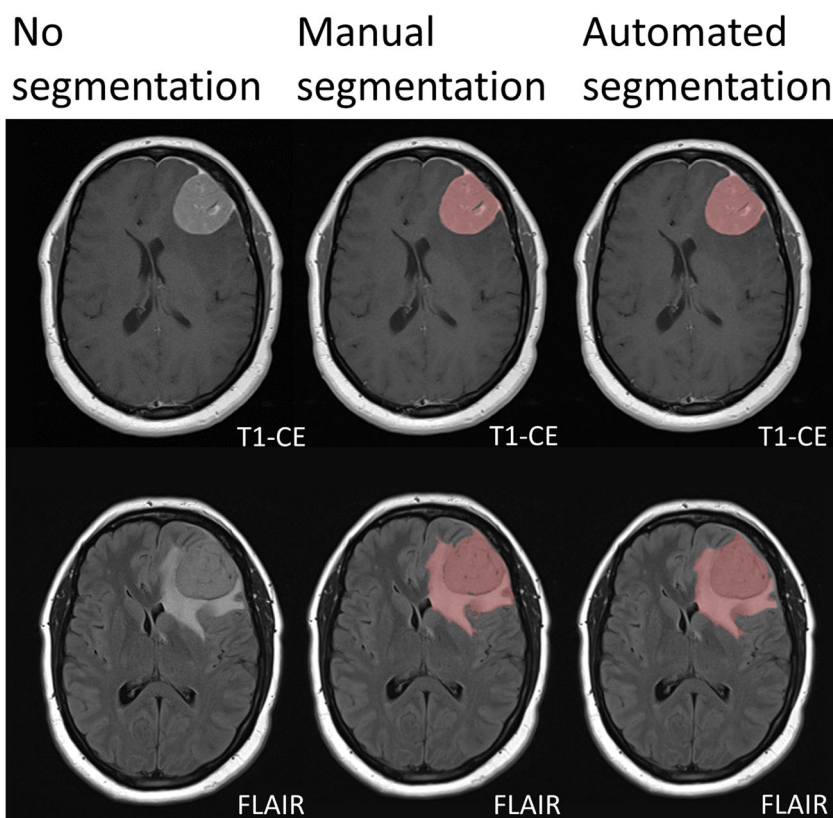 No
segmentation
Manual
segmentation
Automated
segmentation
T1-CE
T1-CE
T1-CE
FLAIR
FLAIR
FLAIR